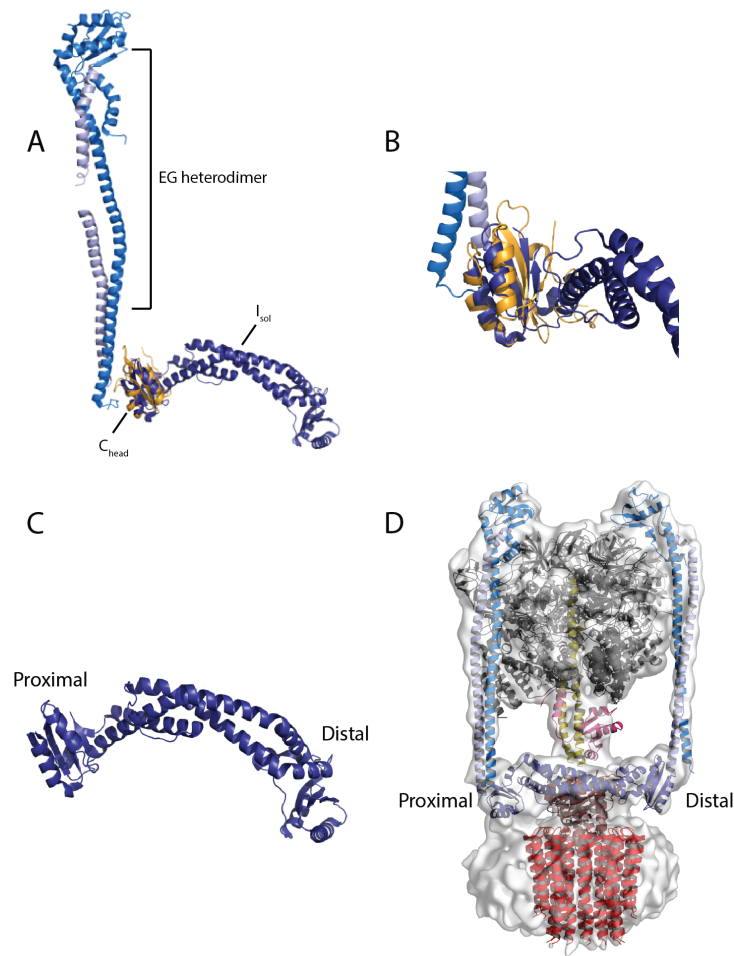 A
EG heterodimer
I sol
C head
B
C
Proximal
Distal
D
Proximal
Distal